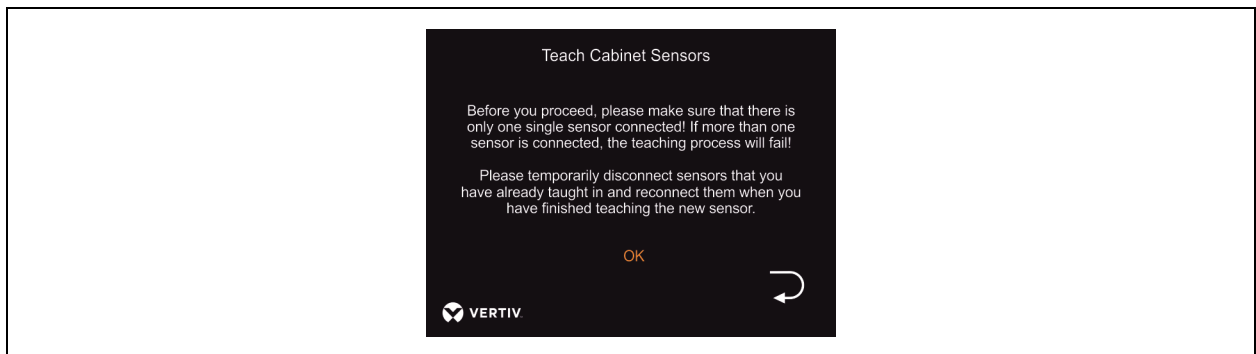 Teach Cabinet Sensors
Before you proceed, please make sure that there is
only one single sensor connected! If more than one
sensor is connected, the teaching process will fail!
Please temporarily disconnect sensors that you
have already taught in and reconnect them when you
have finished teaching the new sensor.
OK
VERTIV.